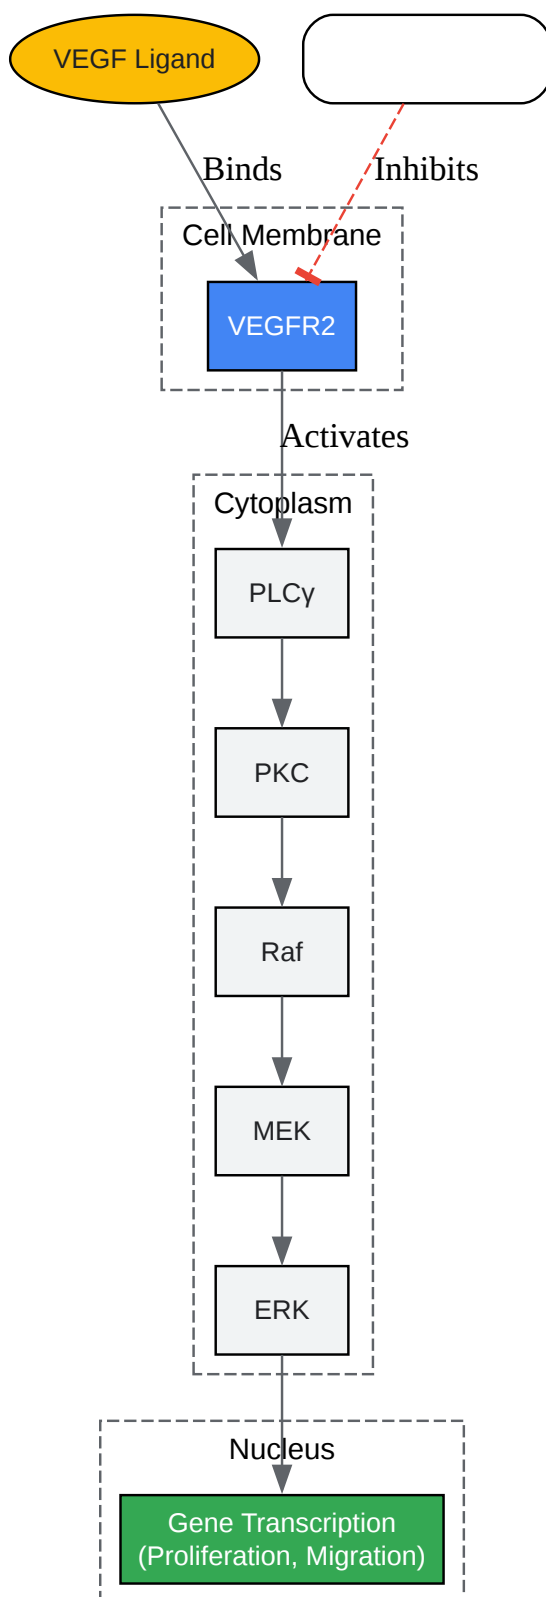 VEGF Ligand
Binds
Inhibits
Cell Membrane
VEGFR2
Activates
Cytoplasm
PLCγ
PKC
Raf
MEK
ERK
Nucleus
Gene Transcription
(Proliferation, Migration)